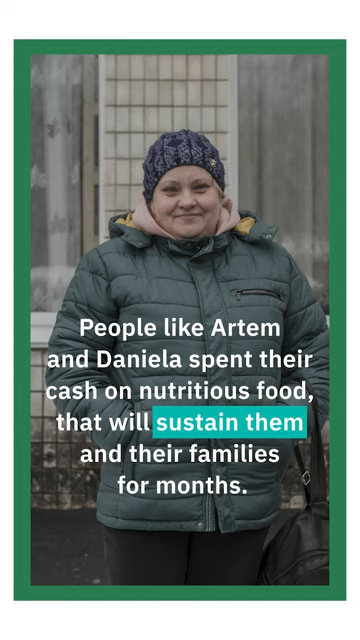 People like Artem
and Daniela spent their
cash on nutritious food,
that will sustain them
and their families
for months.